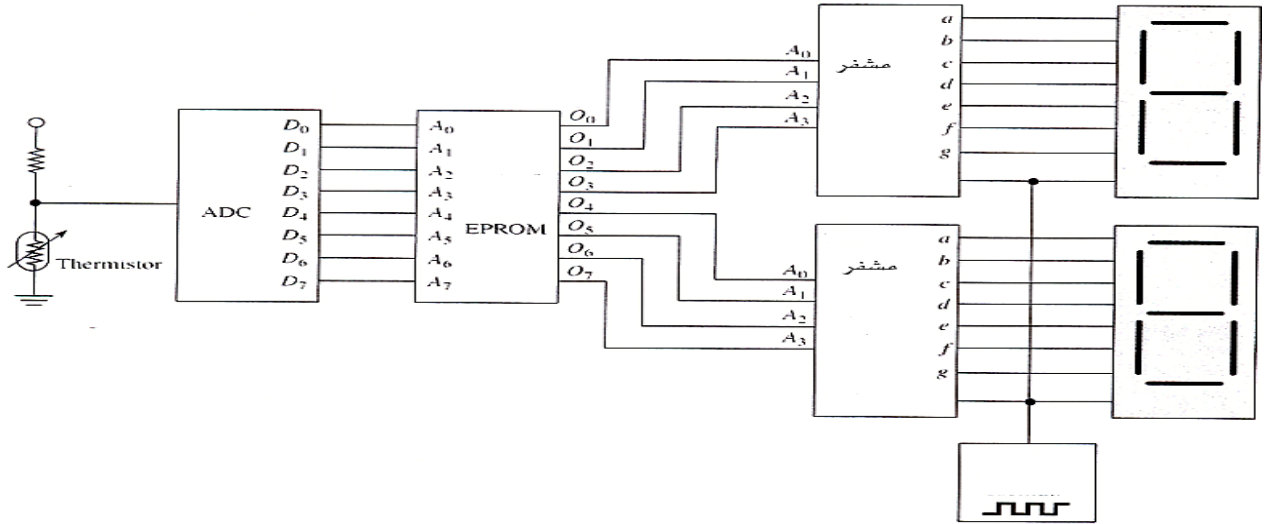 Thermistor
ADC
D0
D1
D2
D3
D4
D5
D6
D7
A0
A1
A2
A3
A4
A5
A6
A7
EPROM
O0
O1
O2
O3
O4
O5
O6
O7
A0
A1
A2
A3
مشفر
a
b
c
d
e
f
g
A0
A1
A2
A3
مشفر
a
b
c
d
e
f
g